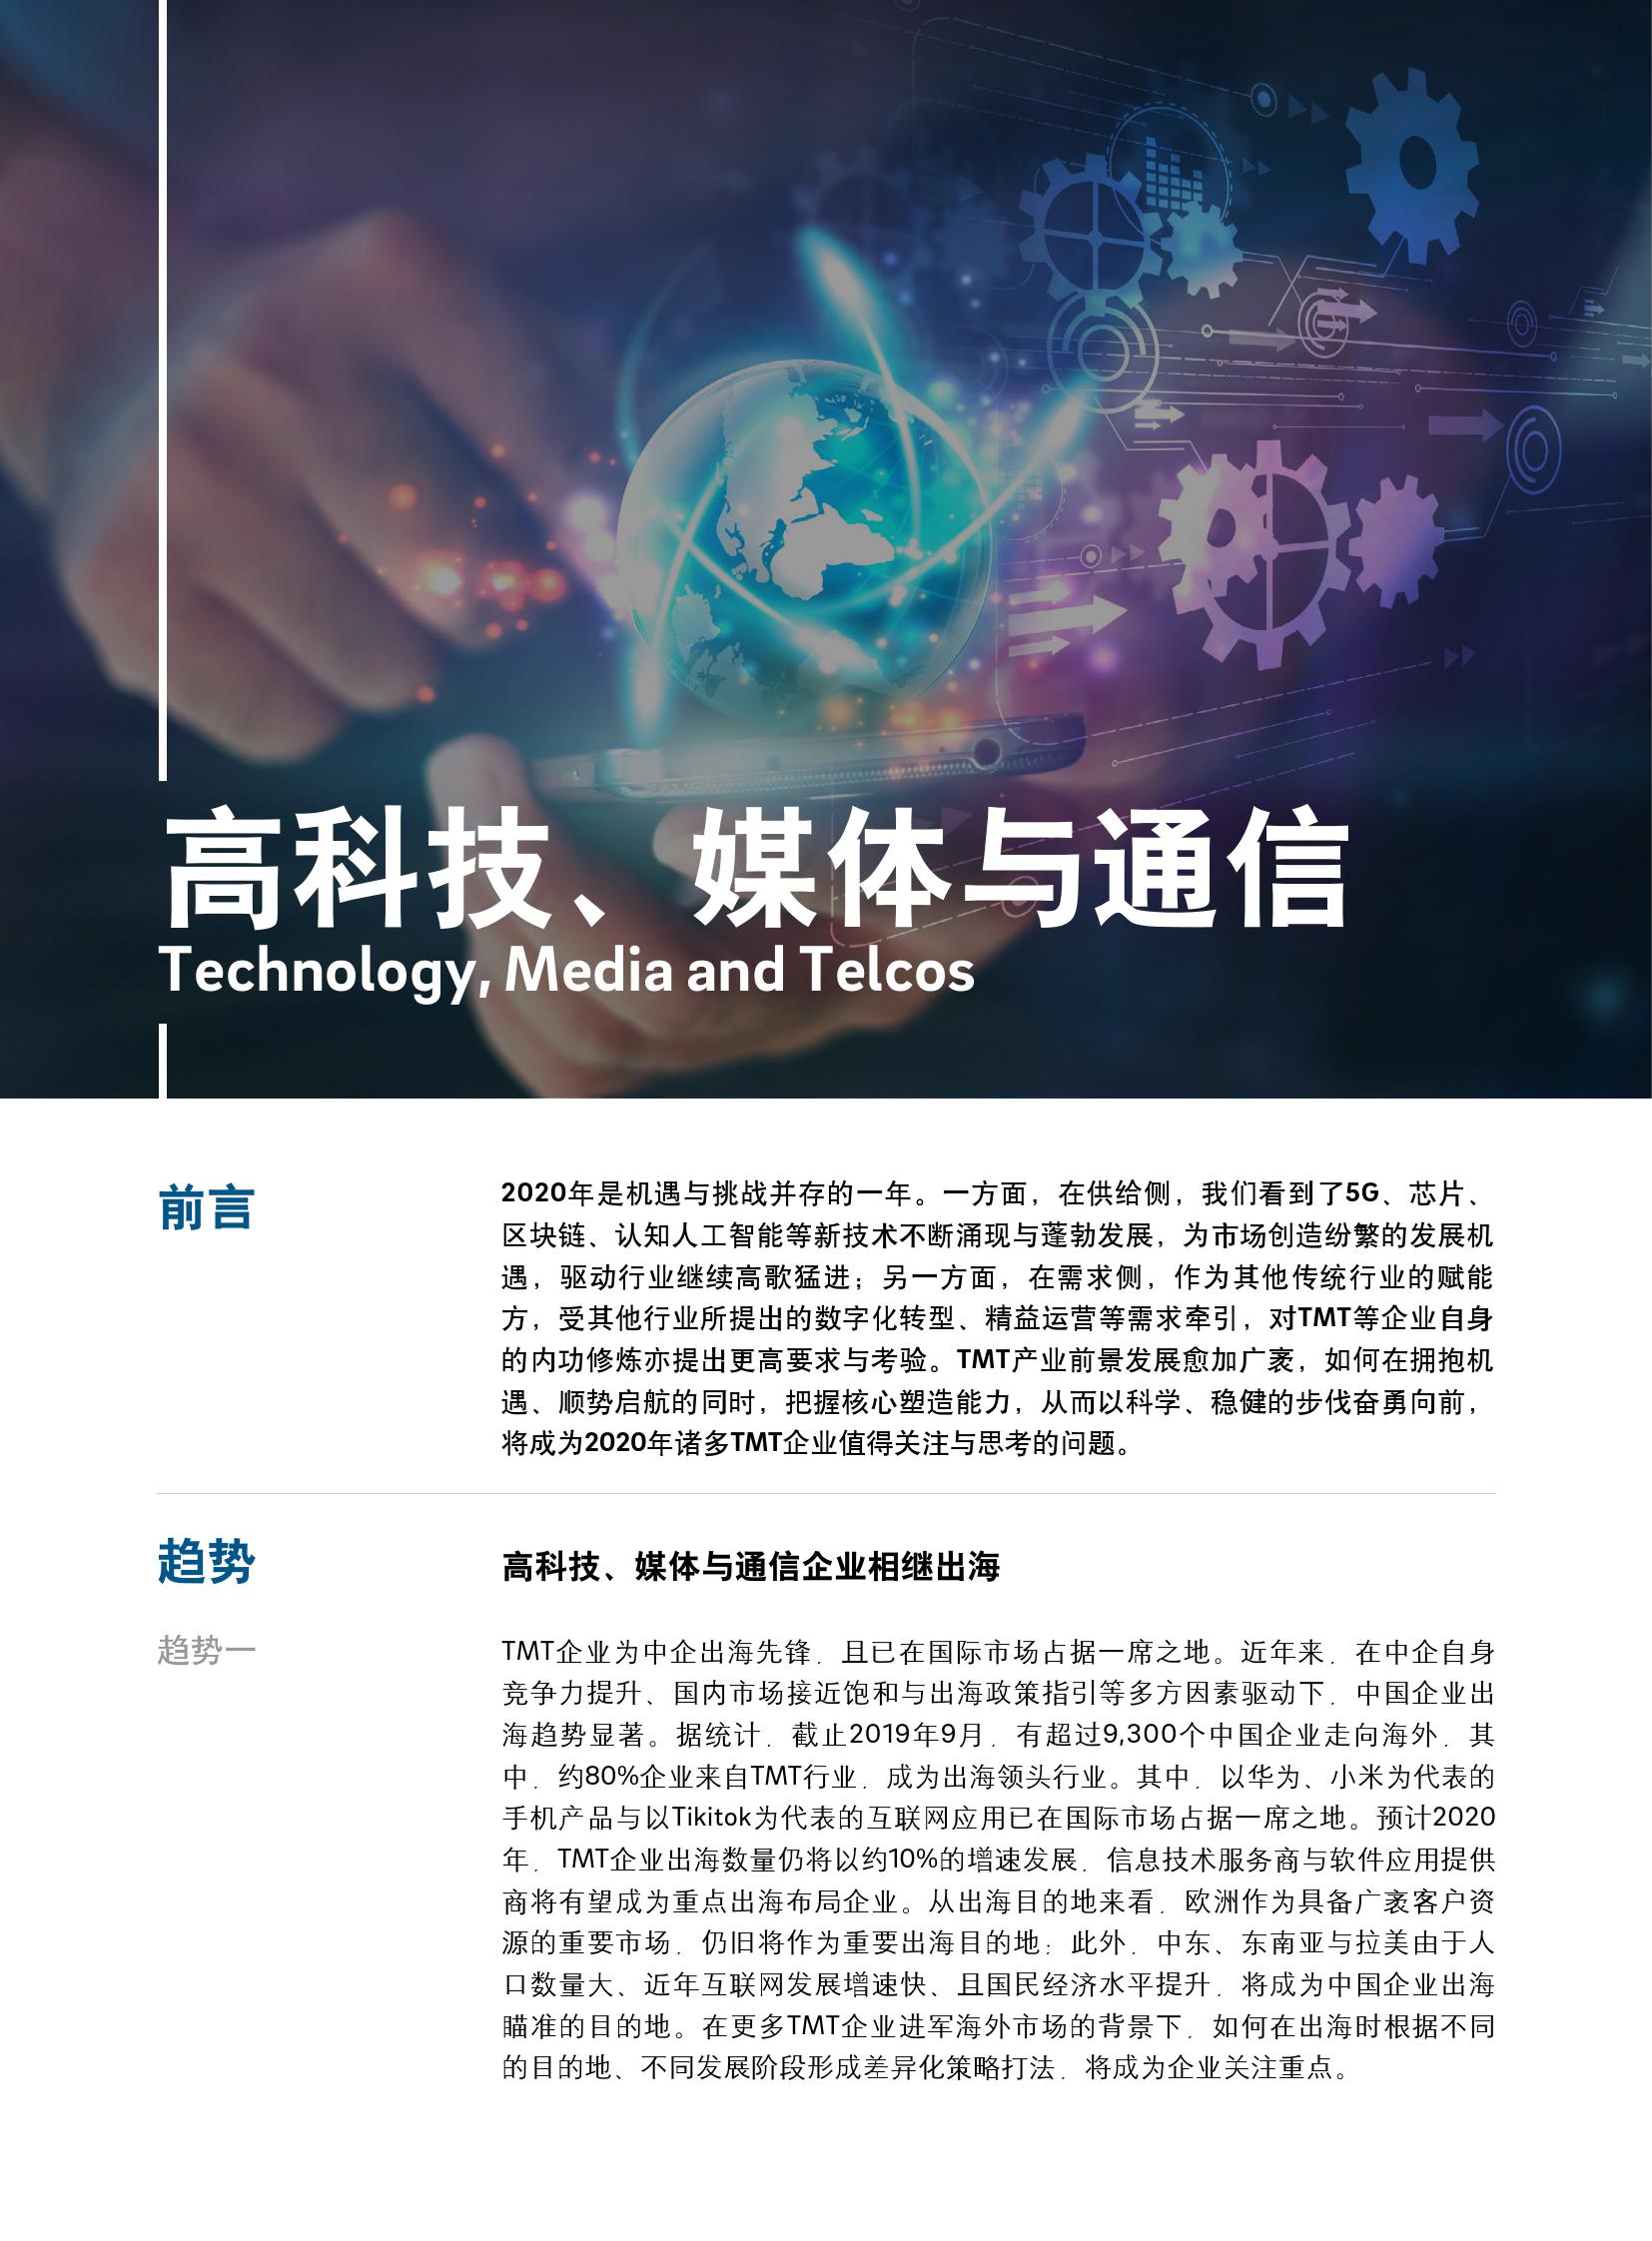 高科技、媒体与通信
Technology, Media and Telcos
前言
2020年是机遇与挑战并存的一年。一方面，在供给侧，我们看到了5G、芯片、
区块链、认知人工智能等新技术不断涌现与蓬勃发展，为市场创造纷繁的发展机
遇，驱动行业继续高歌猛进；另一方面，在需求侧，作为其他传统行业的赋能
方，受其他行业所提出的数字化转型、精益运营等需求牵引，对TMT等企业自身
的内功修炼亦提出更高要求与考验。TMT产业前景发展愈加广袤，如何在拥抱机
遇、顺势启航的同时，把握核心塑造能力，从而以科学、稳健的步伐奋勇向前，
将成为2020年诸多TMT企业值得关注与思考的问题。
趋势
高科技、媒体与通信企业相继出海
趋势一
TMT企业为中企出海先锋，且已在国际市场占据一席之地。近年来，在中企自身
竞争力提升、国内市场接近饱和与出海政策指引等多方因素驱动下，中国企业出
海趋势显著。据统计，截止2019年9月，有超过9,300个中国企业走向海外，其
中，约80%企业来自TMT行业，成为出海领头行业。其中，以华为、小米为代表的
手机产品与以Tikitok为代表的互联网应用已在国际市场占据一席之地。预计2020
年，TMT企业出海数量仍将以约10%的增速发展，信息技术服务商与软件应用提供
商将有望成为重点出海布局企业。从出海目的地来看，欧洲作为具备广袤客户资
源的重要市场，仍旧将作为重要出海目的地；此外，中东、东南亚与拉美由于人
口数量大、近年互联网发展增速快、且国民经济水平提升，将成为中国企业出海
瞄准的目的地。在更多TMT企业进军海外市场的背景下，如何在出海时根据不同
的目的地、不同发展阶段形成差异化策略打法，将成为企业关注重点。